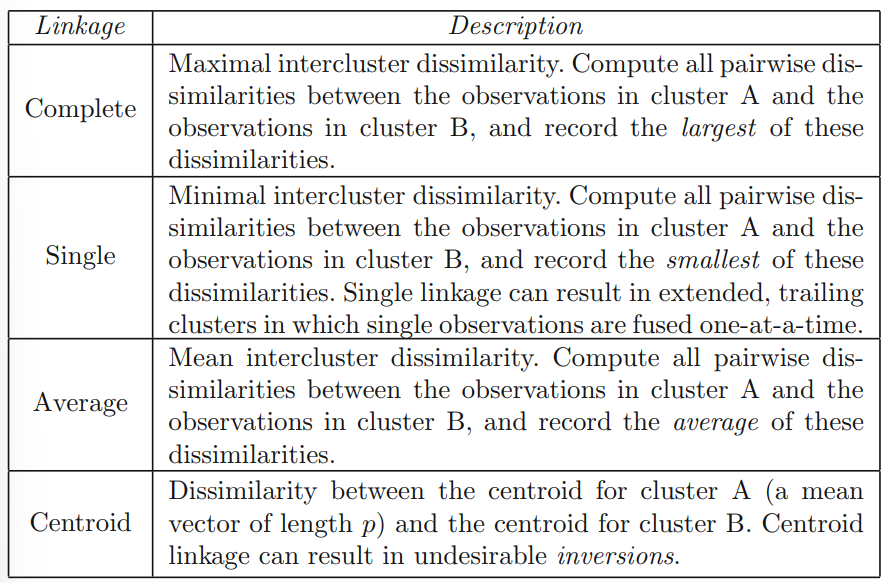 Linkage Description
Maximal intercluster dissimilarity. Compute all pairwise dis-
similarities between the observations in cluster A and the
Complete
observations in cluster B, and record the largest of these
dissimilarities.
Minimal intercluster dissimilarity. Compute all pairwise dis-
similarities between the observations in cluster A and the
Single
observations in cluster B, and record the smallest of these
dissimilarities. Single linkage can result in extended, trailing
clusters in which single observations are fused one-at-a-time.
Mean intercluster dissimilarity. Compute all pairwise dis-
similarities between the observations in cluster A and the
Average
observations in cluster B, and record the average of these
dissimilarities.
Dissimilarity between the centroid for cluster A (a mean
Centroid
vector of length p) and the centroid for cluster B. Centroid
linkage can result in undesirable inversions.